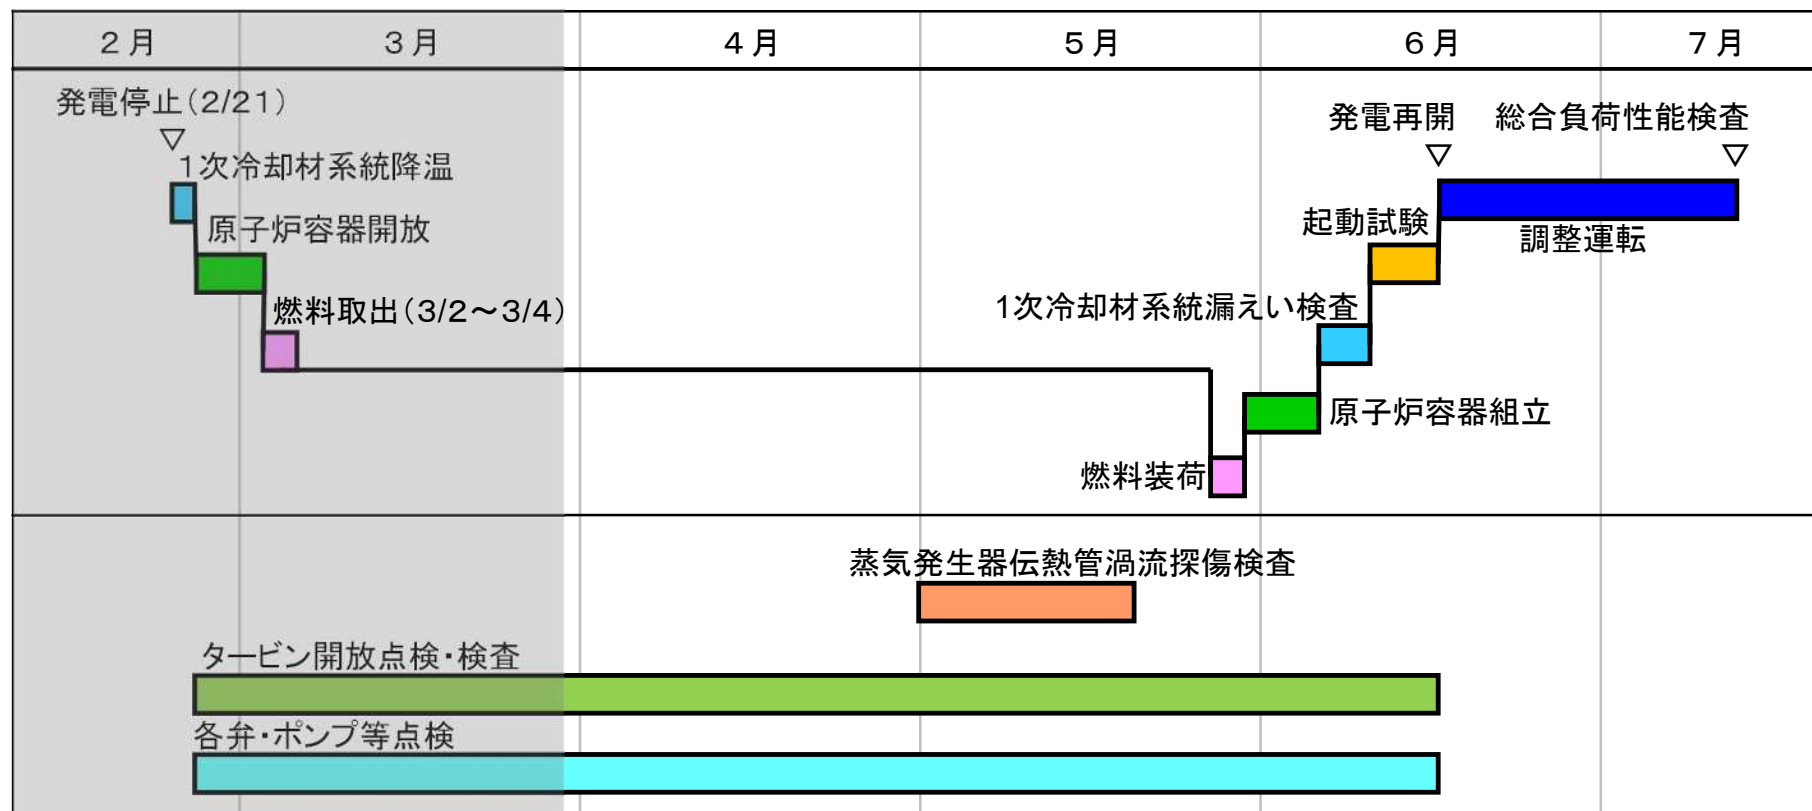 2月 3月 4月 5月 6月 7月
発電停止(2/21)
▽
1次冷却材系統降温
原子炉容器開放
燃料取出(3/2～3/4)
発電再開 総合負荷性能検査
▽ ▽
起動試験
調整運転
1次冷却材系統漏えい検査
原子炉容器組立
燃料装荷
蒸気発生器伝熱管渦流探傷検査
タービン開放点検・検査
各弁・ポンプ等点検